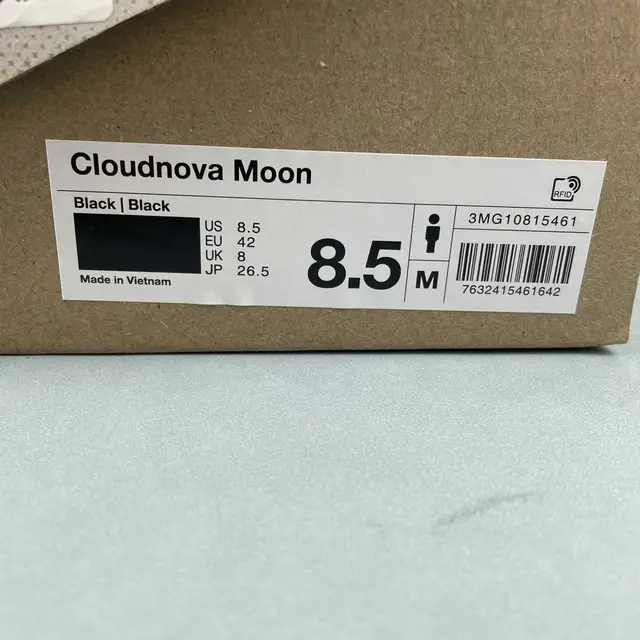 Cloudnova Moon
RFID
Black | Black
US 8.5
EU 42
UK 8
JP 26.5
Made in Vietnam
8.5
M
3MG10815461
7632415461642